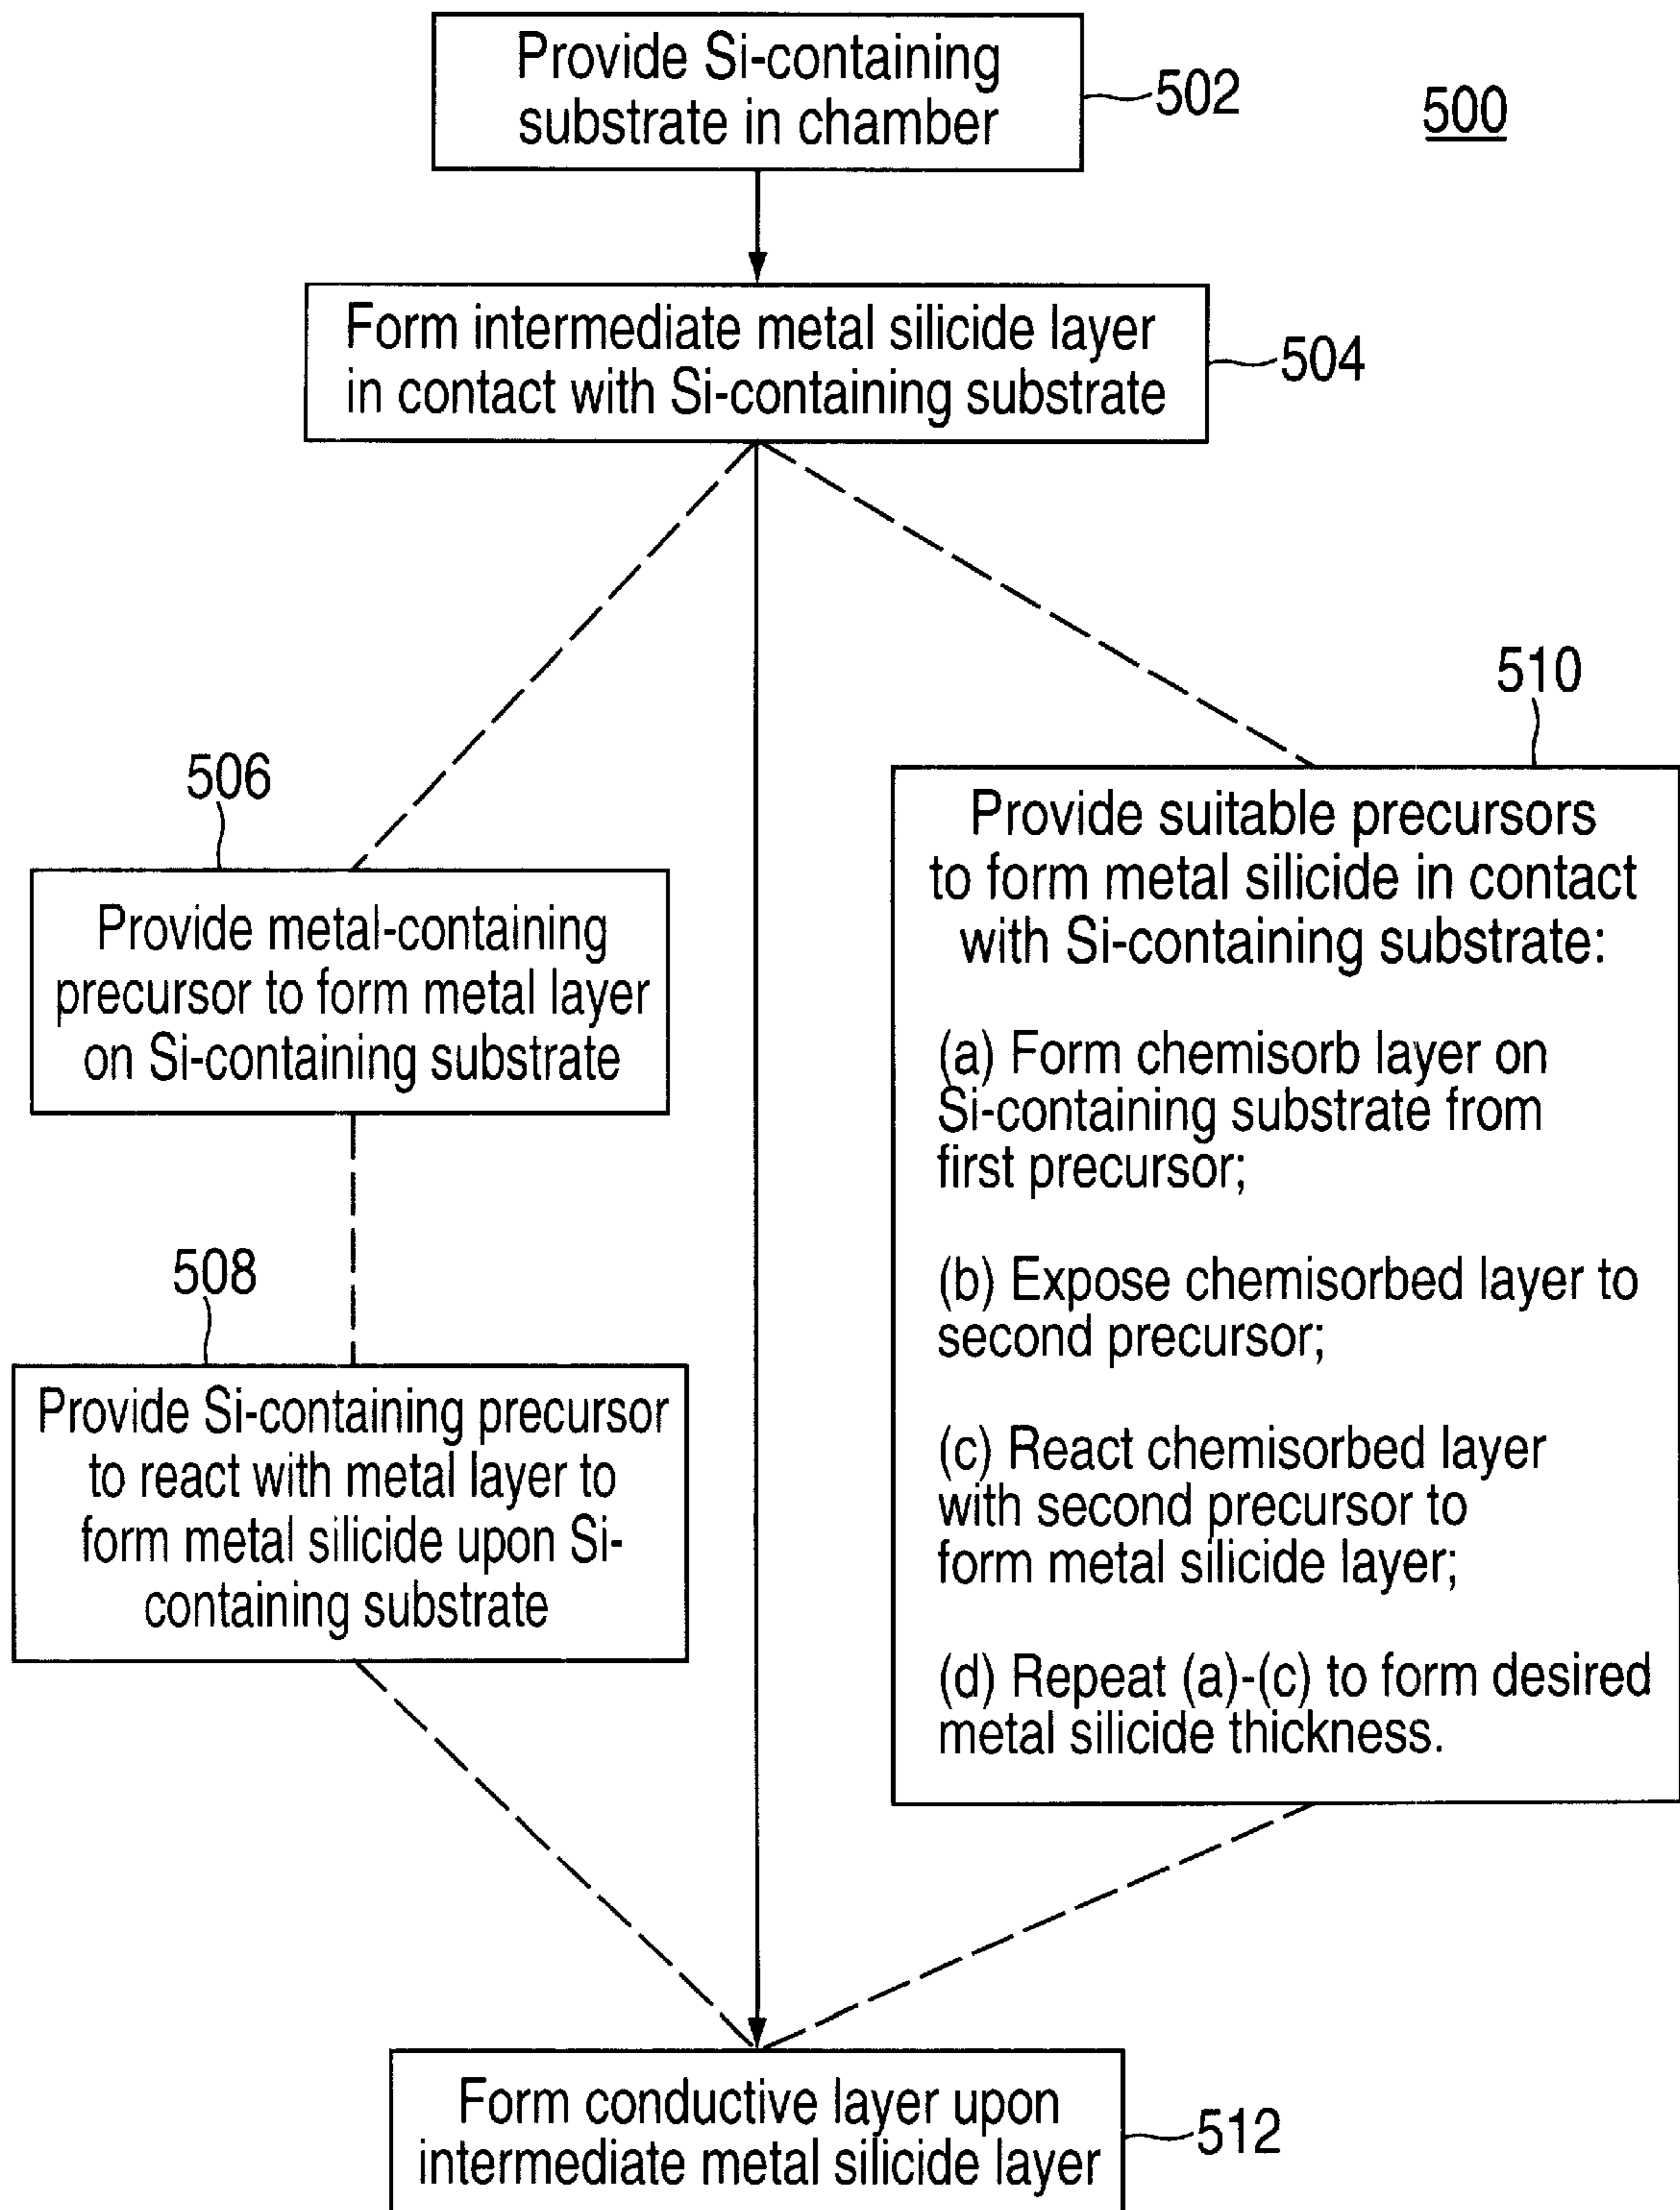 Provide Si-containing
substrate in chamber
502
500
Form intermediate metal silicide layer
in contact with Si-containing substrate
504
506
Provide metal-containing
precursor to form metal layer
on Si-containing substrate
508
Provide Si-containing precursor
to react with metal layer to
form metal silicide upon Si-
containing substrate
510
Provide suitable precursors
to form metal silicide in contact
with Si-containing substrate:
(a) Form chemisorb layer on
Si-containing substrate from
first precursor;
(b) Expose chemisorbed layer to
second precursor;
(c) React chemisorbed layer
with second precursor to
form metal silicide layer;
(d) Repeat (a)-(c) to form desired
metal silicide thickness.
Form conductive layer upon
intermediate metal silicide layer
512